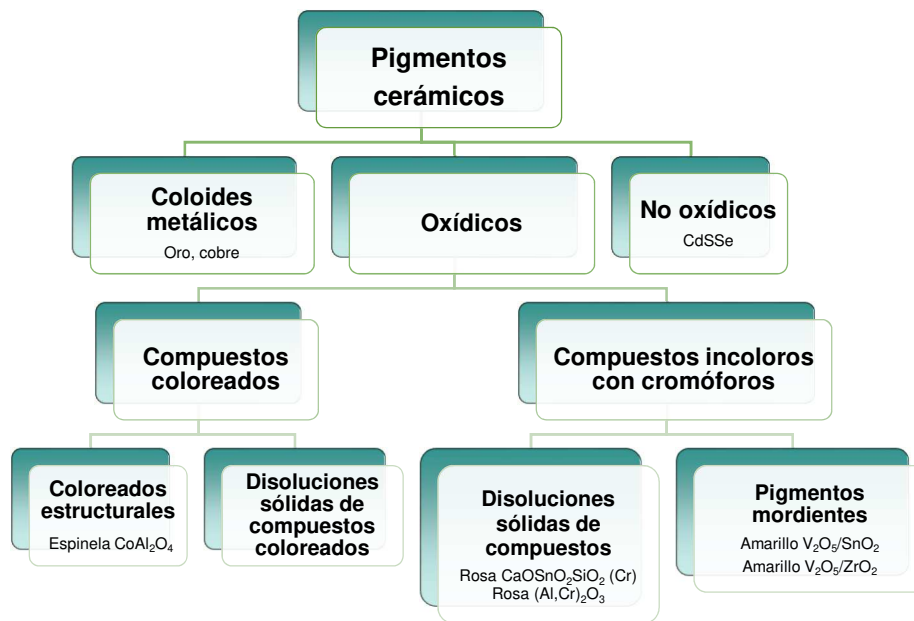 Pigmentos
cerámicos
Coloides
metálicos
Oro, cobre
Oxídicos
No oxídicos
CdSSe
Compuestos
coloreados
Compuestos incoloros
con cromóforos
Coloreados
estructurales
Espinela CoAl₂O₄
Disoluciones
sólidas de
compuestos
coloreados
Disoluciones
sólidas de
compuestos
Rosa CaOSnO₂SiO₂ (Cr)
Rosa (Al,Cr)₂O₃
Pigmentos
mordientes
Amarillo V₂O₅/SnO₂
Amarillo V₂O₅/ZrO₂